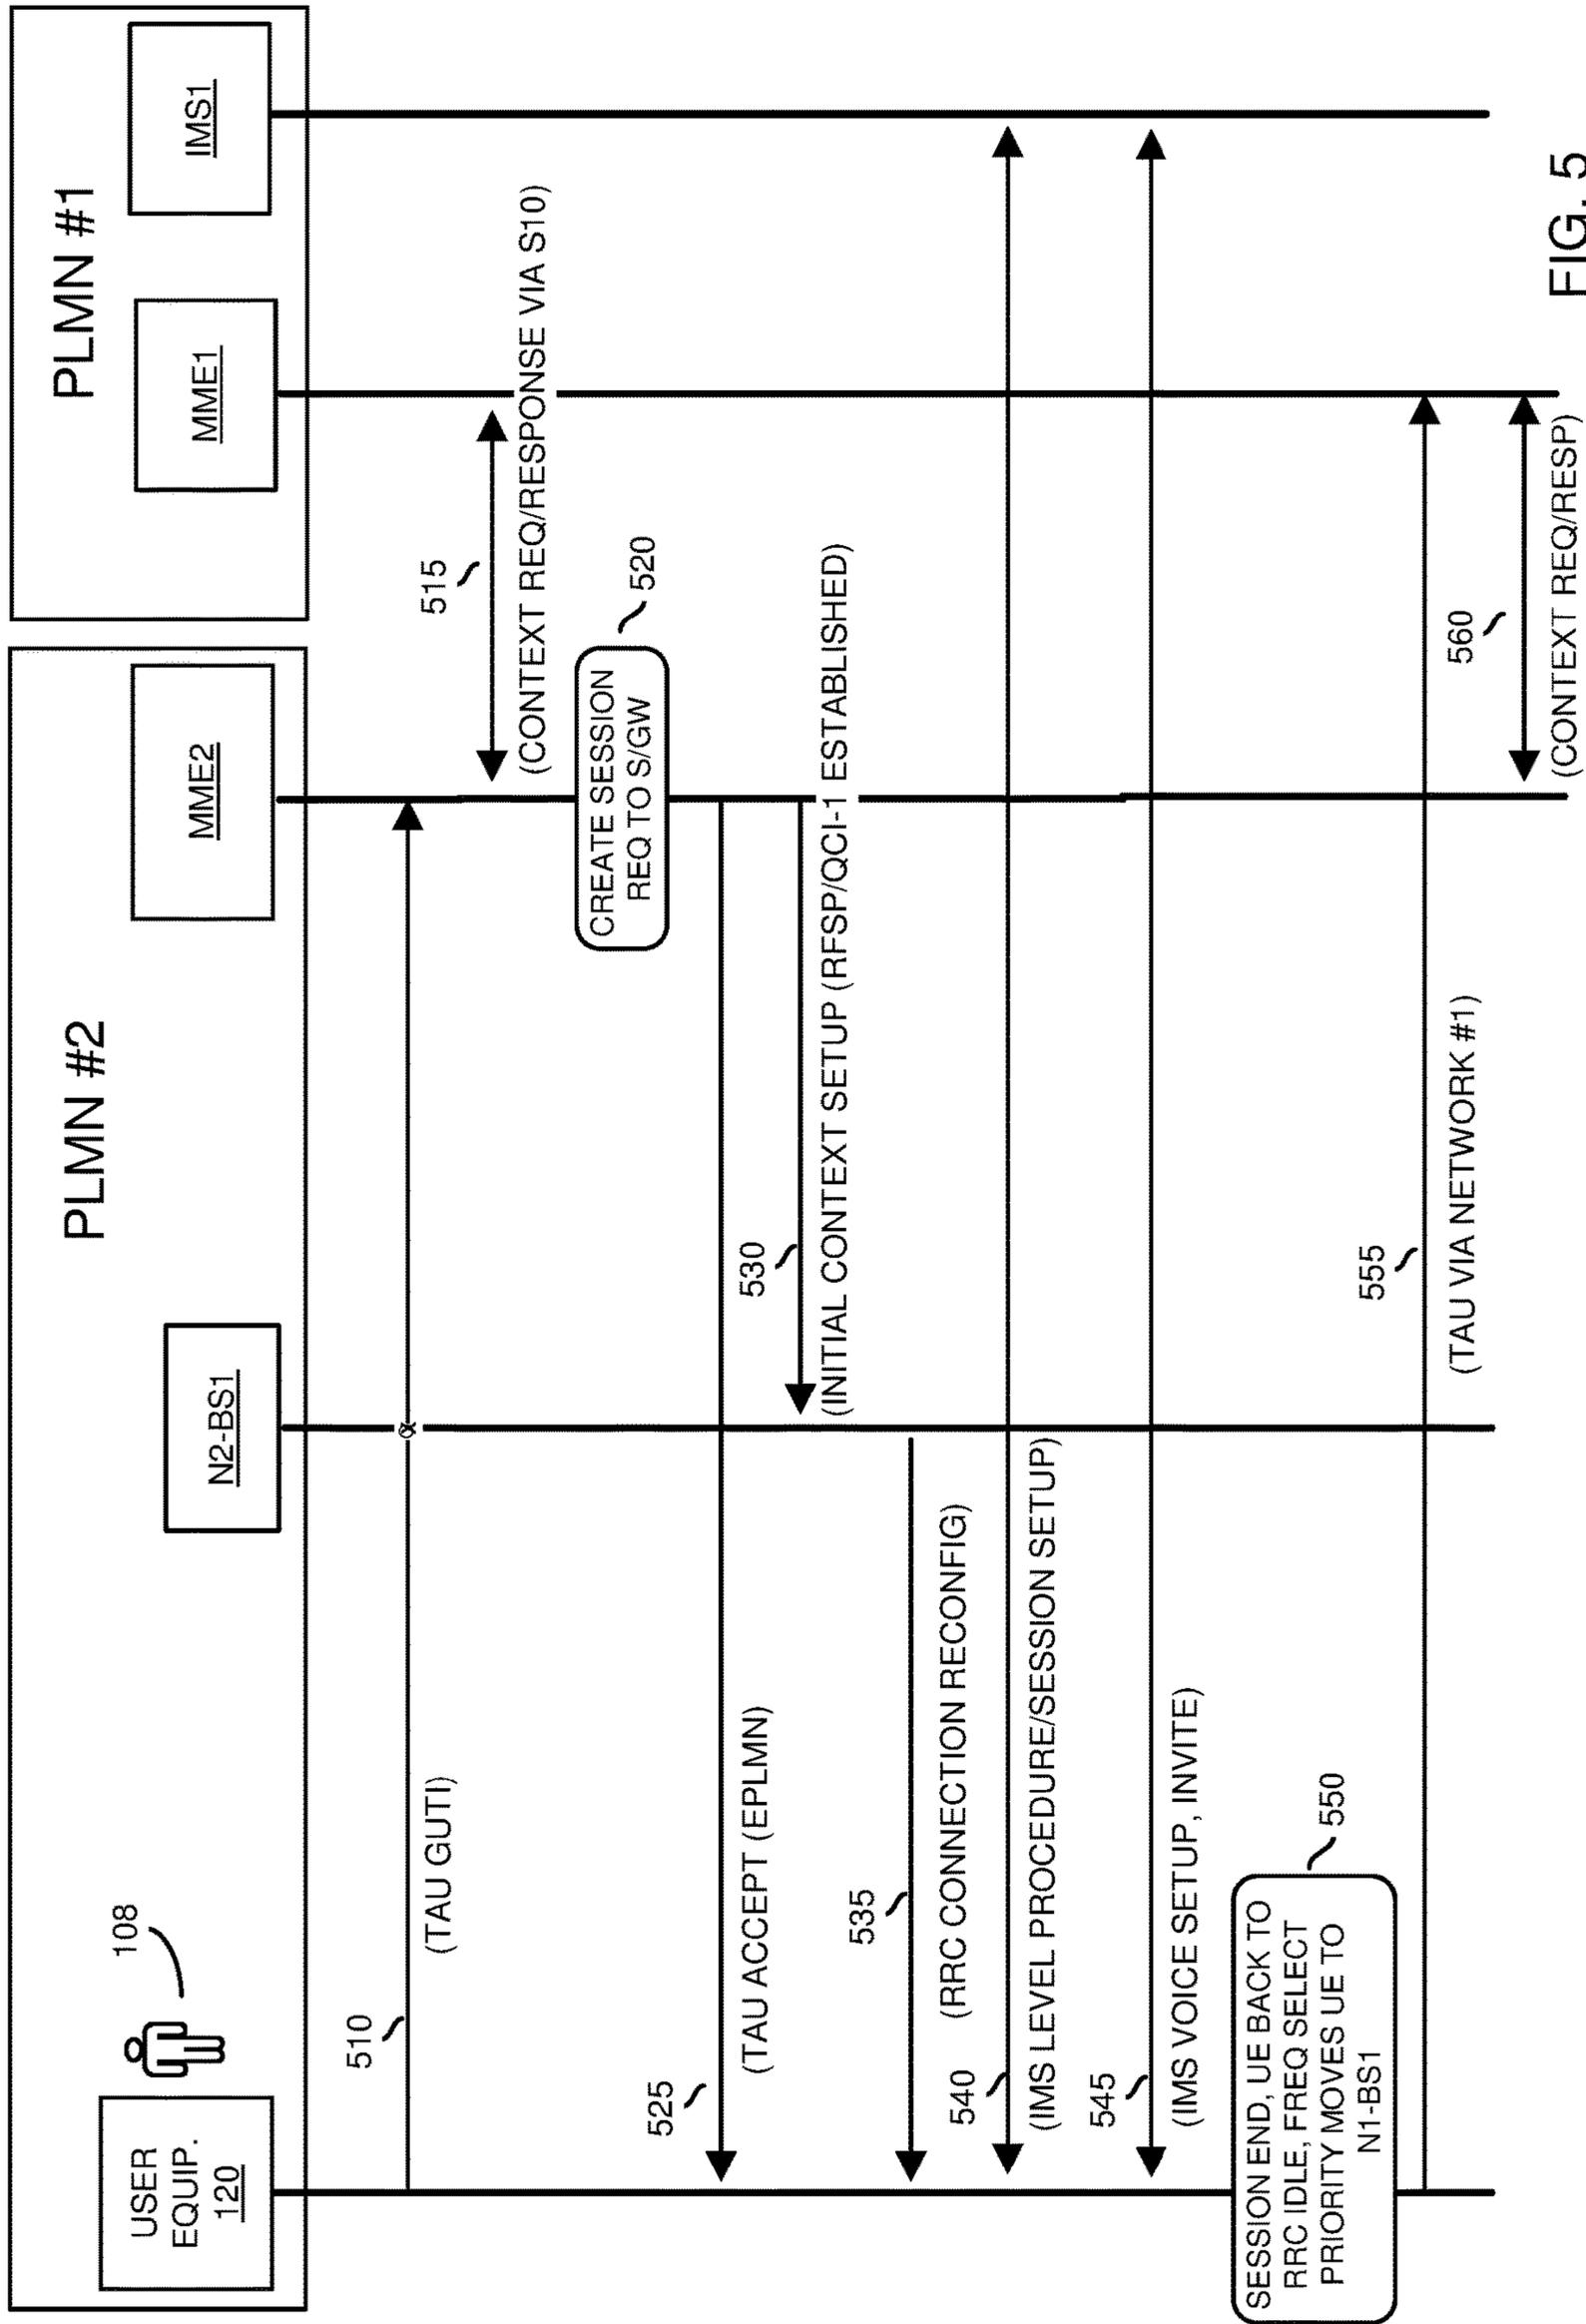 PLMN #2
PLMN #1
USER
EQUIP.
120
108
N2-BS1
MME2
MME1
IMS1
510
(TAU GUTI)
515
(CONTEXT REQ/RESPONSE VIA S10)
CREATE SESSION
REQ TO S/GW
520
525
(TAU ACCEPT (EPLMN)
530
(INITIAL CONTEXT SETUP (RFSP/QCI-1 ESTABLISHED)
535
(RRC CONNECTION RECONFIG)
540
(IMS LEVEL PROCEDURE/SESSION SETUP)
545
(IMS VOICE SETUP, INVITE)
SESSION END, UE BACK TO
RRC IDLE, FREQ SELECT
PRIORITY MOVES UE TO
N1-BS1
550
555
(TAU VIA NETWORK #1)
560
(CONTEXT REQ/RESP)
FIG. 5